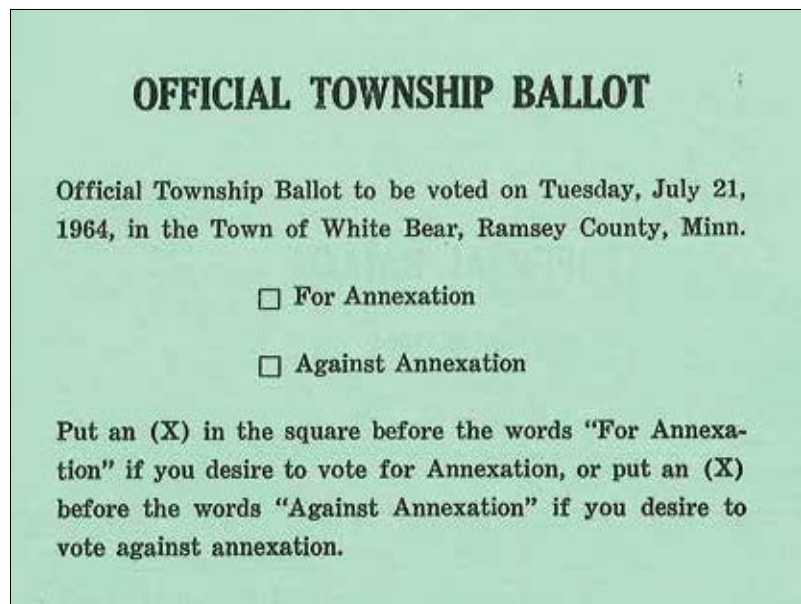 OFFICIAL TOWNSHIP BALLOT
Official Township Ballot to be voted on Tuesday, July 21,
1964, in the Town of White Bear, Ramsey County, Minn.
☐ For Annexation
☐ Against Annexation
Put an (X) in the square before the words "For Annexa-
tion" if you desire to vote for Annexation, or put an (X)
before the words "Against Annexation" if you desire to
vote against annexation.